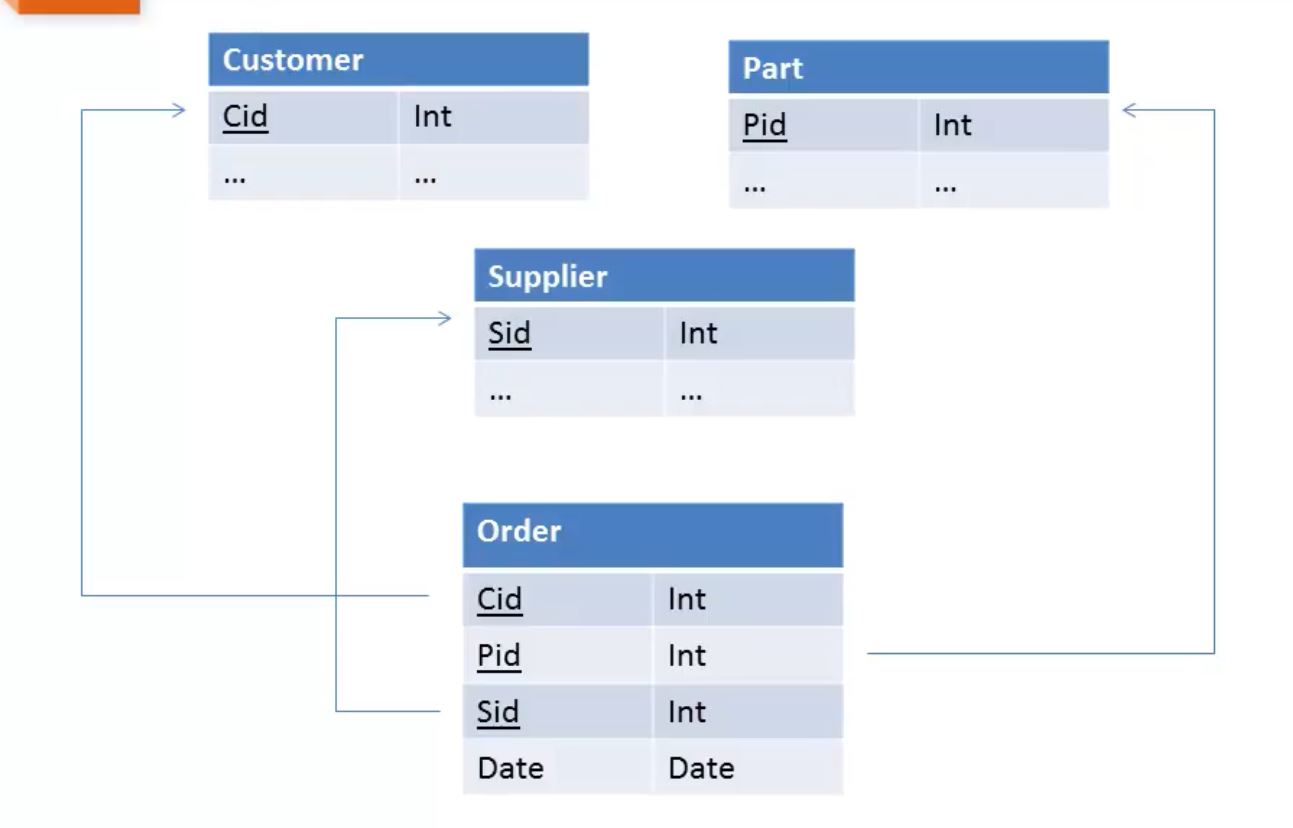 Customer
Cid Int
... ...
Part
Pid Int
... ...
Supplier
Sid Int
... ...
Order
Cid Int
Pid Int
Sid Int
Date Date